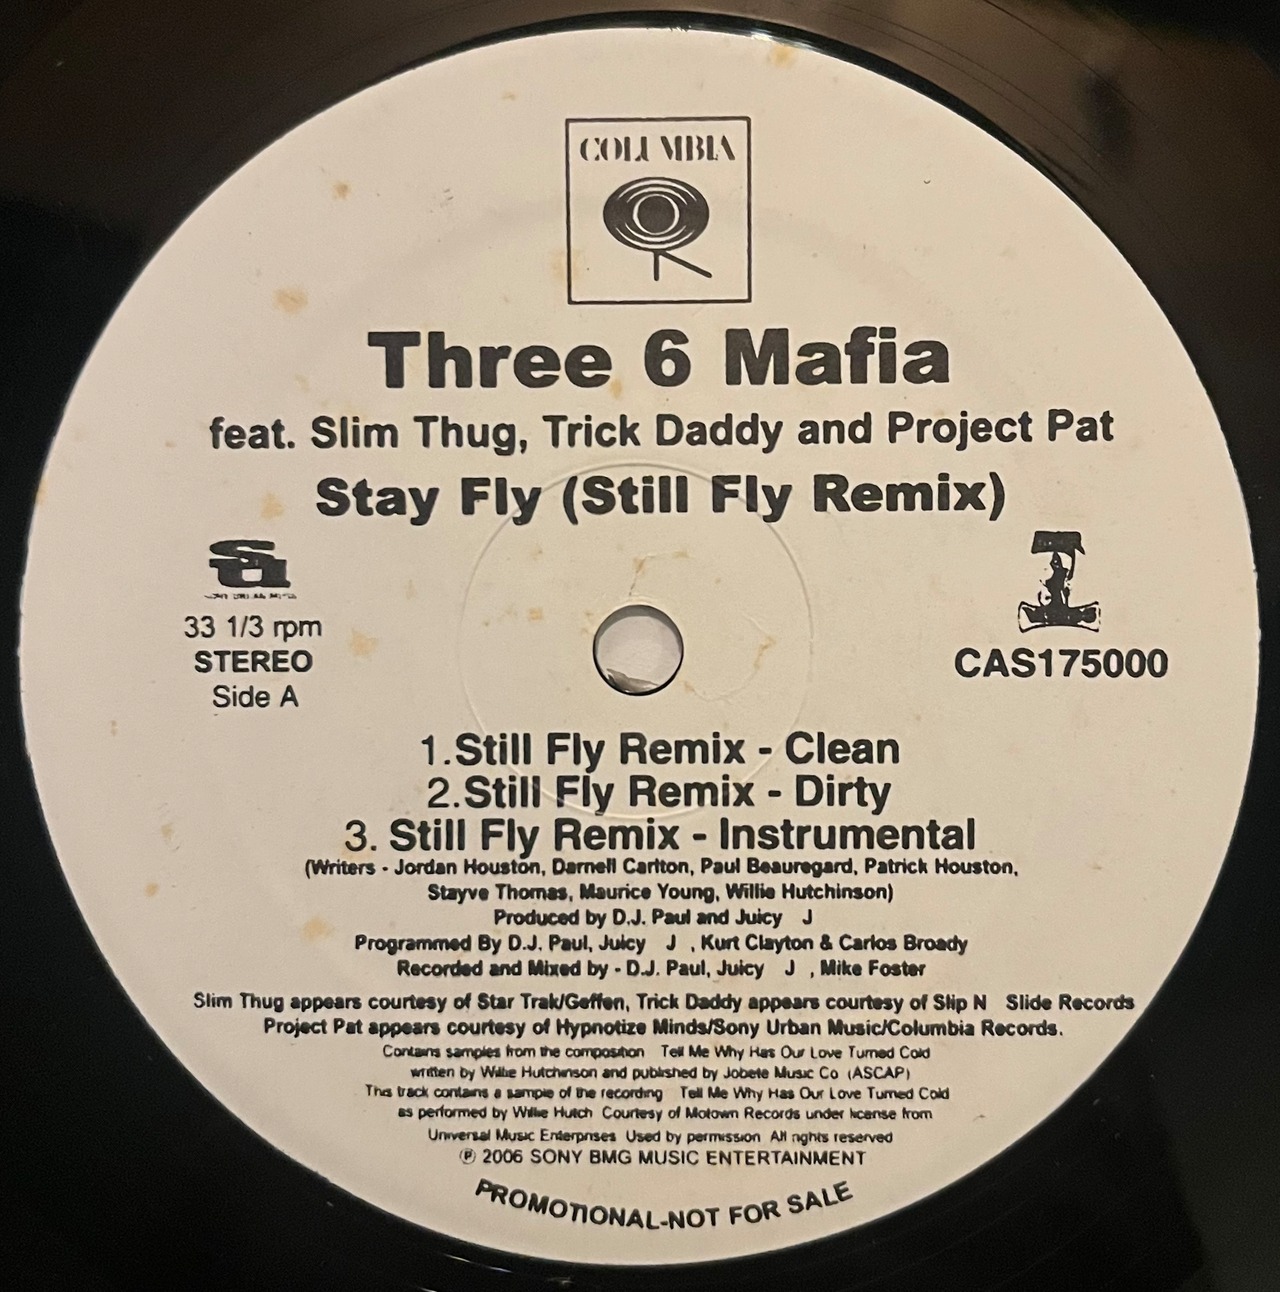 COLUMBIA
Three 6 Mafia
feat. Slim Thug, Trick Daddy and Project Pat
Stay Fly (Still Fly Remix)
33 1/3 rpm
STEREO
Side A
CAS175000
1.Still Fly Remix - Clean
2.Still Fly Remix - Dirty
3. Still Fly Remix - Instrumental
(Writers - Jordan Houston, Darnell Carlton, Paul Beauregard, Patrick Houston,
Stayve Thomas, Maurice Young, Willie Hutchinson)
Produced by D.J. Paul and Juicy J
Programmed By D.J. Paul, Juicy J , Kurt Clayton & Carlos Broady
Recorded and Mixed by - D.J. Paul, Juicy J , Mike Foster
Slim Thug appears courtesy of Star Trak/Geffen, Trick Daddy appears courtesy of Slip N Slide Records
Project Pat appears courtesy of Hypnotize Minds/Sony Urban Music/Columbia Records.
Contains samples from the composition Tell Me Why Has Our Love Turned Cold
written by Willie Hutchinson and published by Jobete Music Co (ASCAP)
This track contains a sample of the recording Tell Me Why Has Our Love Turned Cold
as performed by Willie Hutch Courtesy of Motown Records under license from
Universal Music Enterprises Used by permission All rights reserved
℗ 2006 SONY BMG MUSIC ENTERTAINMENT
PROMOTIONAL-NOT FOR SALE